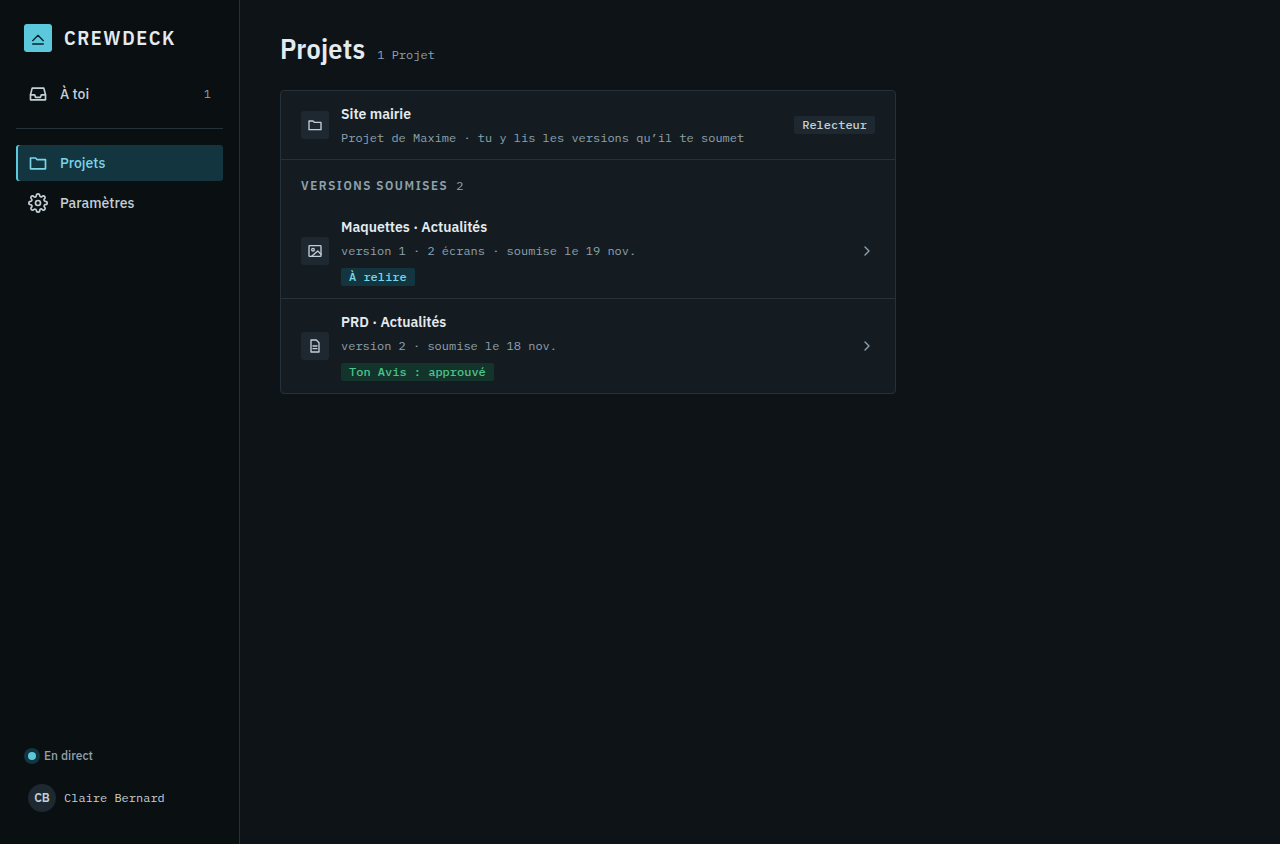 CREWDECK
À toi 1
Projets
Paramètres
En direct
CB Claire Bernard
Projets 1 Projet
Site mairie
Projet de Maxime · tu y lis les versions qu’il te soumet
Relecteur
VERSIONS SOUMISES 2
Maquettes · Actualités
version 1 · 2 écrans · soumise le 19 nov.
À relire
PRD · Actualités
version 2 · soumise le 18 nov.
Ton Avis : approuvé